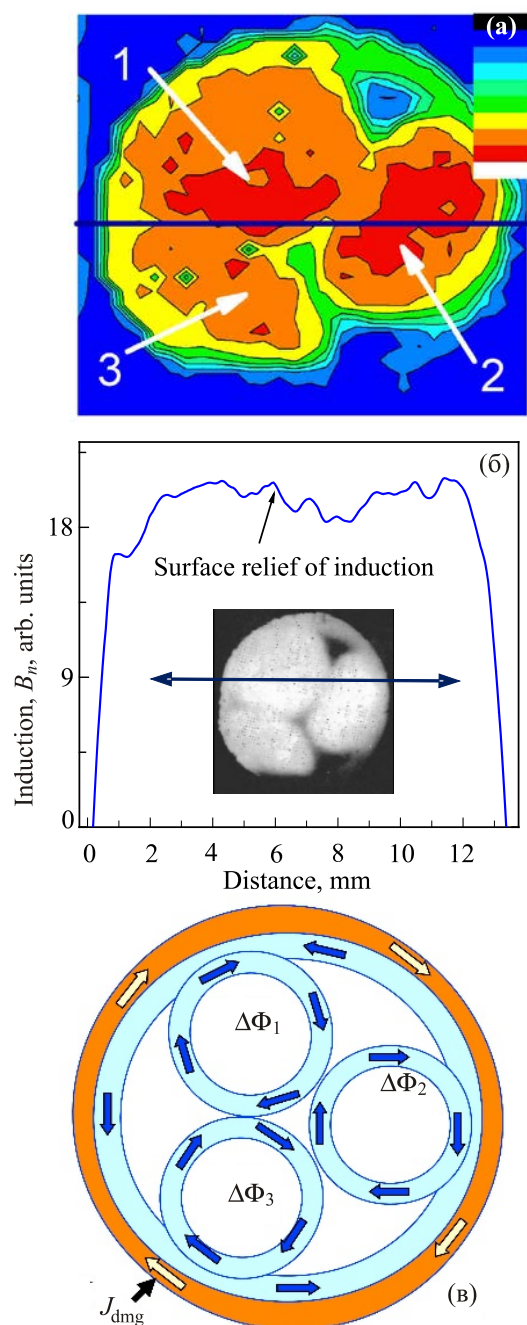 (a)
1
3
2
(б)
18
Surface relief of induction
9
0
0 2 4 6 8 10 12
Distance, mm
Induction, Bₙ, arb. units
ΔΦ₁
ΔΦ₂
ΔΦ₃
J_dmg
(в)